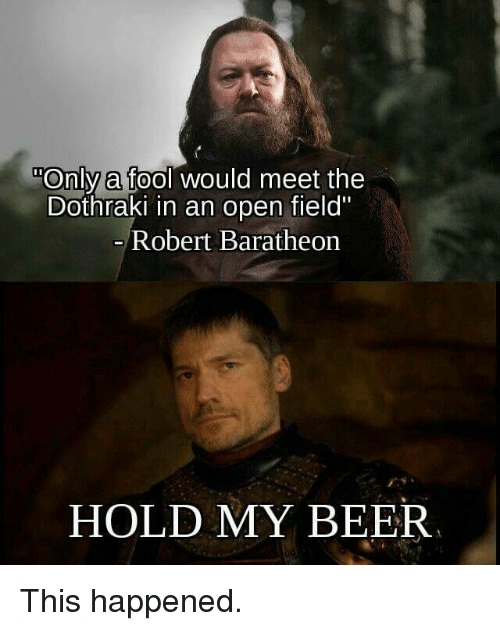 "Only a fool would meet the
Dothraki in an open field"
- Robert Baratheon
HOLD MY BEER
This happened.